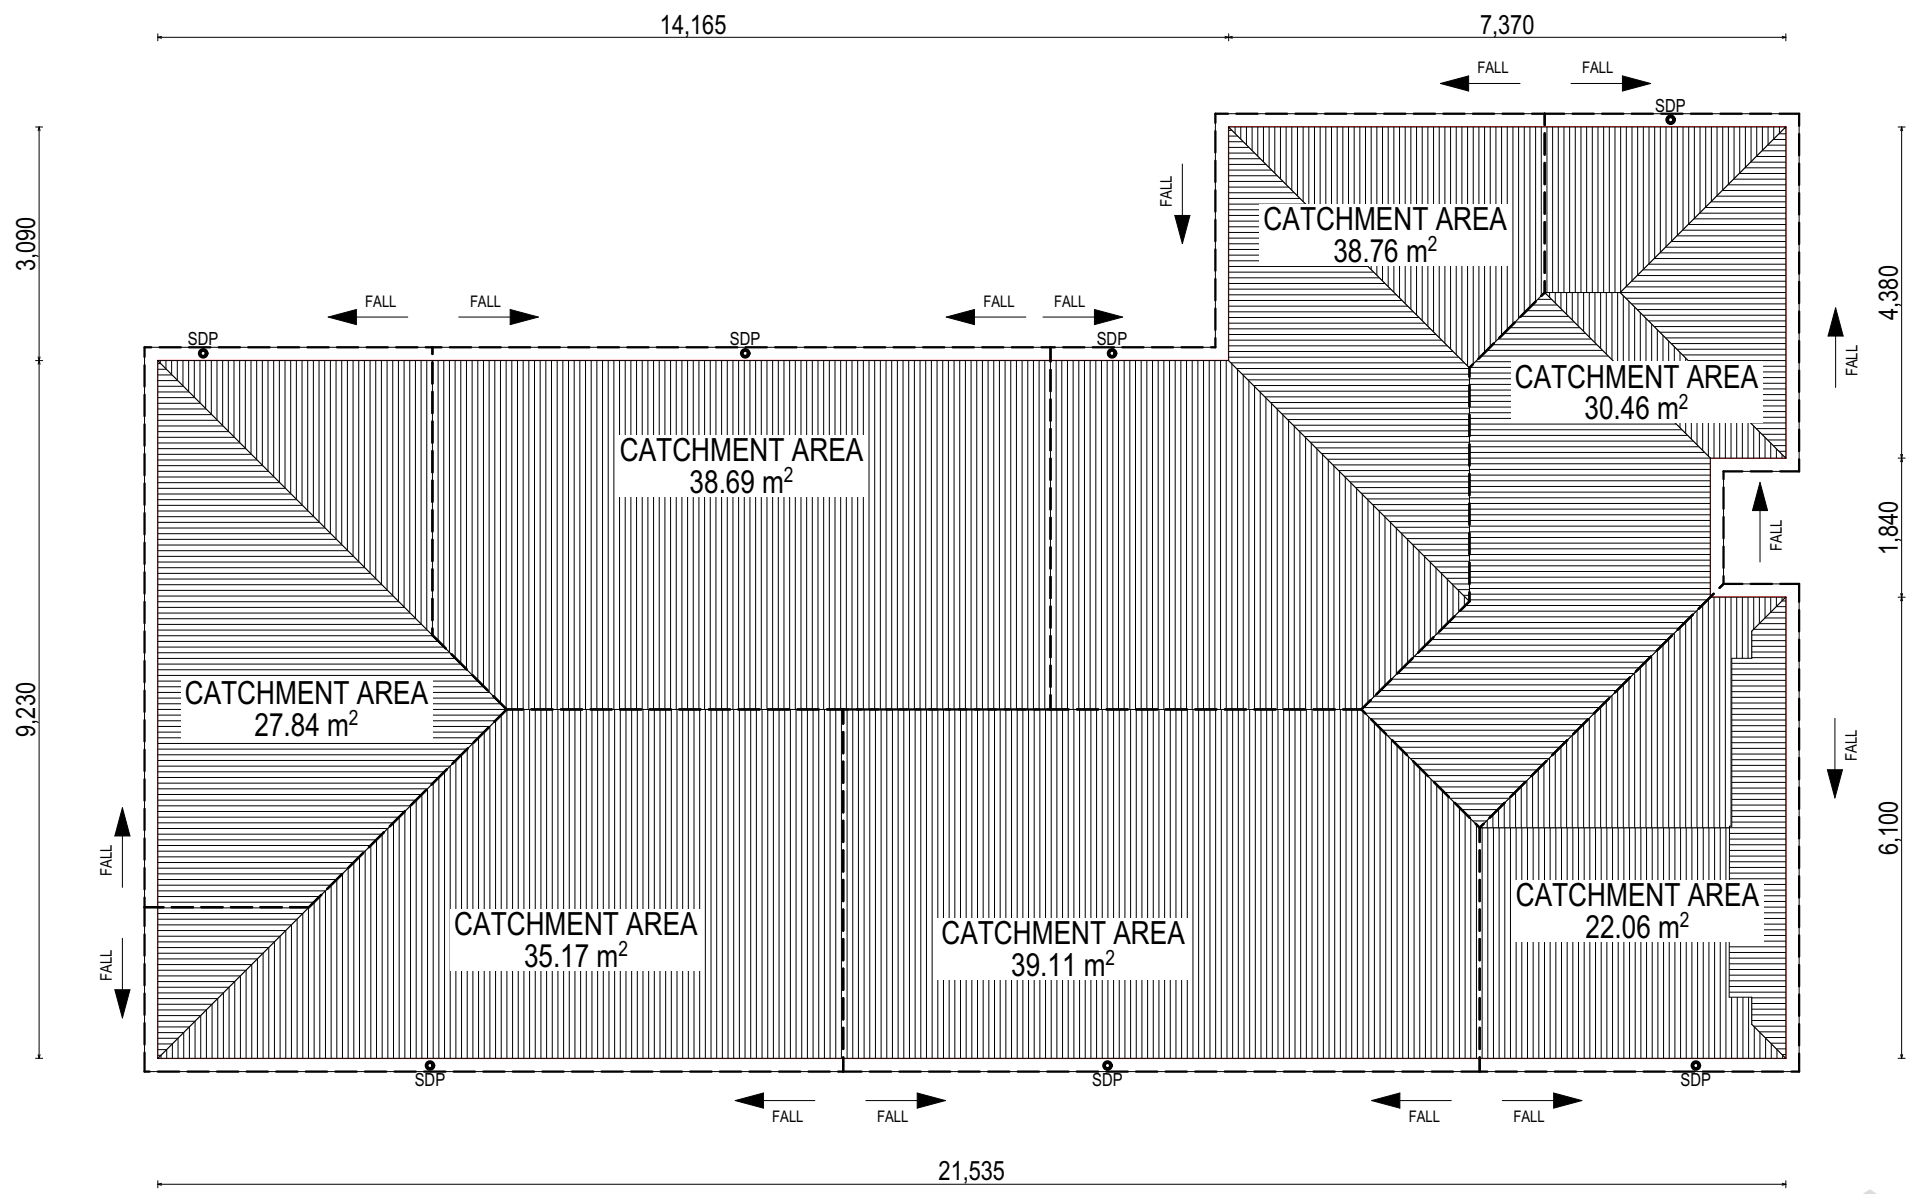 14,165
7,370
FALL
FALL
SDP
FALL
CATCHMENT AREA
38.76 m²
3,090
4,380
FALL
FALL
FALL
FALL
FALL
SDP
SDP
SDP
CATCHMENT AREA
30.46 m²
CATCHMENT AREA
38.69 m²
1,840
FALL
CATCHMENT AREA
27.84 m²
9,230
FALL
6,100
FALL
CATCHMENT AREA
22.06 m²
CATCHMENT AREA
35.17 m²
CATCHMENT AREA
39.11 m²
FALL
SDP
SDP
SDP
FALL
FALL
FALL
FALL
21,535